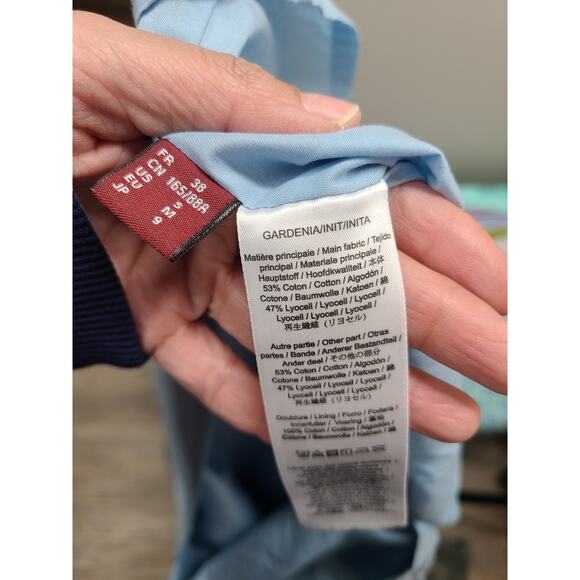 FR 38
CN 165/88A
US S
EU M
JP 9
GARDENIA/INIT/INITA
Matière principale / Main fabric / Tejido
principal / Materiale principale /
Hauptstoff / Hoofdkwaliteit / 本体
53% Coton / Cotton / Algodón /
Cotone / Baumwolle / Katoen / 綿
47% Lyocell / Lyocell / Lyocell /
Lyocell / Lyocell / Lyocell /
再生繊維（リヨセル）
Autre partie / Other part / Otras
partes / Bande / Anderer Bestandteil /
Ander deel / その他の部分
53% Coton / Cotton / Algodón /
Cotone / Baumwolle / Katoen / 綿
47% Lyocell / Lyocell / Lyocell /
Lyocell / Lyocell / Lyocell /
再生繊維（リヨセル）
Doublure / Lining / Forro / Fodera /
Innenfutter / Voering / 裏地
100% Coton / Cotton / Algodón /
Cotone / Baumwolle / Katoen / 綿